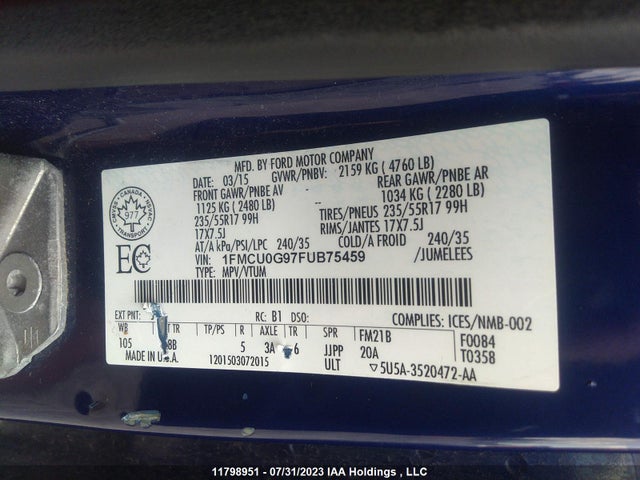 MFD. BY FORD MOTOR COMPANY
DATE: 03/15 GVWR/PNBV: 2159 KG ( 4760 LB)
FRONT GAWR/PNBE AV REAR GAWR/PNBE AR
1125 KG ( 2480 LB) 1034 KG ( 2280 LB)
235/55R17 99H TIRES/PNEUS 235/55R17 99H
17X7.5J RIMS/JANTES 17X7.5J
AT/A kPa/PSI/LPC 240/35 COLD/A FROID 240/35
VIN: 1FMCU0G97FUB75459 /JUMELEES
TYPE: MPV/VTUM
CANADA
977
EC
EXT PNT: RC: B1 DSO: COMPLIES: ICES/NMB-002
WB TR TP/PS R AXLE TR SPR FM21B F0084
105 8B 5 3A 6 JJPP 20A T0358
MADE IN U.S.A. 1201503072015 ULT ▽5U5A-3520472-AA
11798951 - 07/31/2023 IAA Holdings , LLC